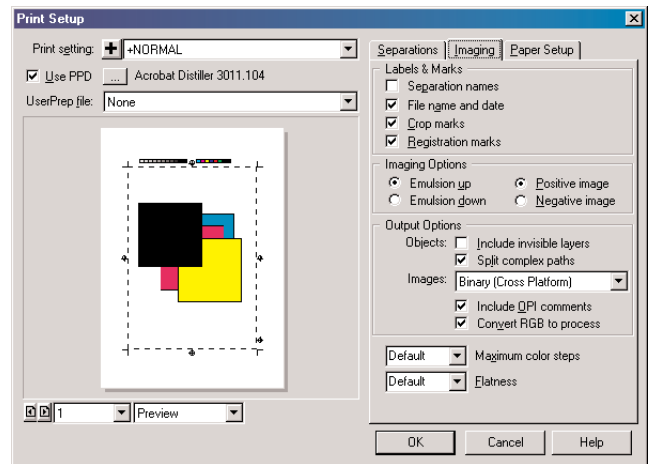 Print Setup
Print setting: +NORMAL
Use PPD ... Acrobat Distiller 3011.104
UserPrep file: None
1 Preview
Separations Imaging Paper Setup
Labels & Marks
Separation names
File name and date
Crop marks
Registration marks
Imaging Options
Emulsion up Positive image
Emulsion down Negative image
Output Options
Objects: Include invisible layers
Split complex paths
Images: Binary (Cross Platform)
Include OPI comments
Convert RGB to process
Default Maximum color steps
Default Flatness
OK Cancel Help